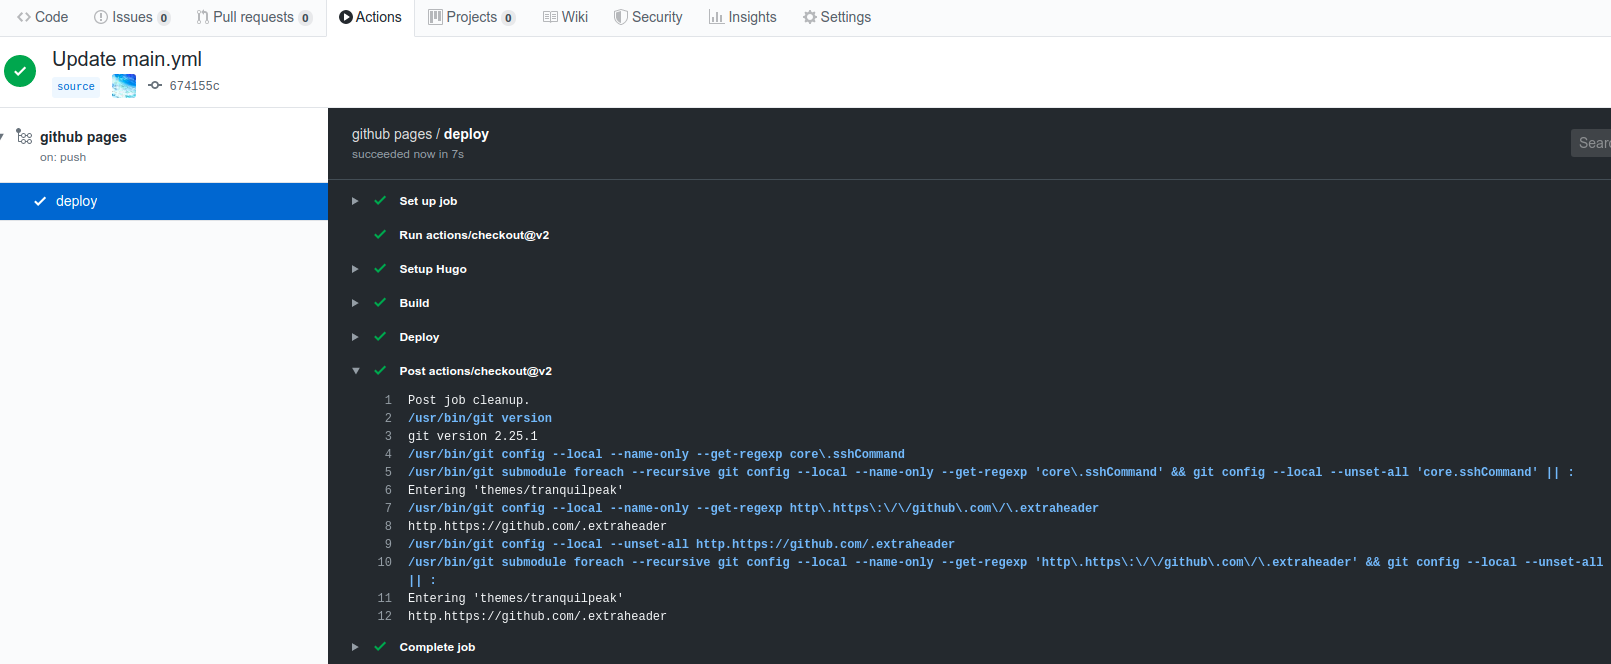 Code Issues 0 Pull requests 0 Actions Projects 0 Wiki Security Insights Settings
Update main.yml
source 674155c
github pages
on: push
deploy
github pages / deploy
succeeded now in 7s
Sear
Set up job
Run actions/checkout@v2
Setup Hugo
Build
Deploy
Post actions/checkout@v2
1 Post job cleanup.
2 /usr/bin/git version
3 git version 2.25.1
4 /usr/bin/git config --local --name-only --get-regexp core\.sshCommand
5 /usr/bin/git submodule foreach --recursive git config --local --name-only --get-regexp 'core\.sshCommand' && git config --local --unset-all 'core.sshCommand' || :
6 Entering 'themes/tranquilpeak'
7 /usr/bin/git config --local --name-only --get-regexp http\.https\:\/\/github\.com\/\.extraheader
8 http.https://github.com/.extraheader
9 /usr/bin/git config --local --unset-all http.https://github.com/.extraheader
10 /usr/bin/git submodule foreach --recursive git config --local --name-only --get-regexp 'http\.https\:\/\/github\.com\/\.extraheader' && git config --local --unset-all
|| :
11 Entering 'themes/tranquilpeak'
12 http.https://github.com/.extraheader
Complete job